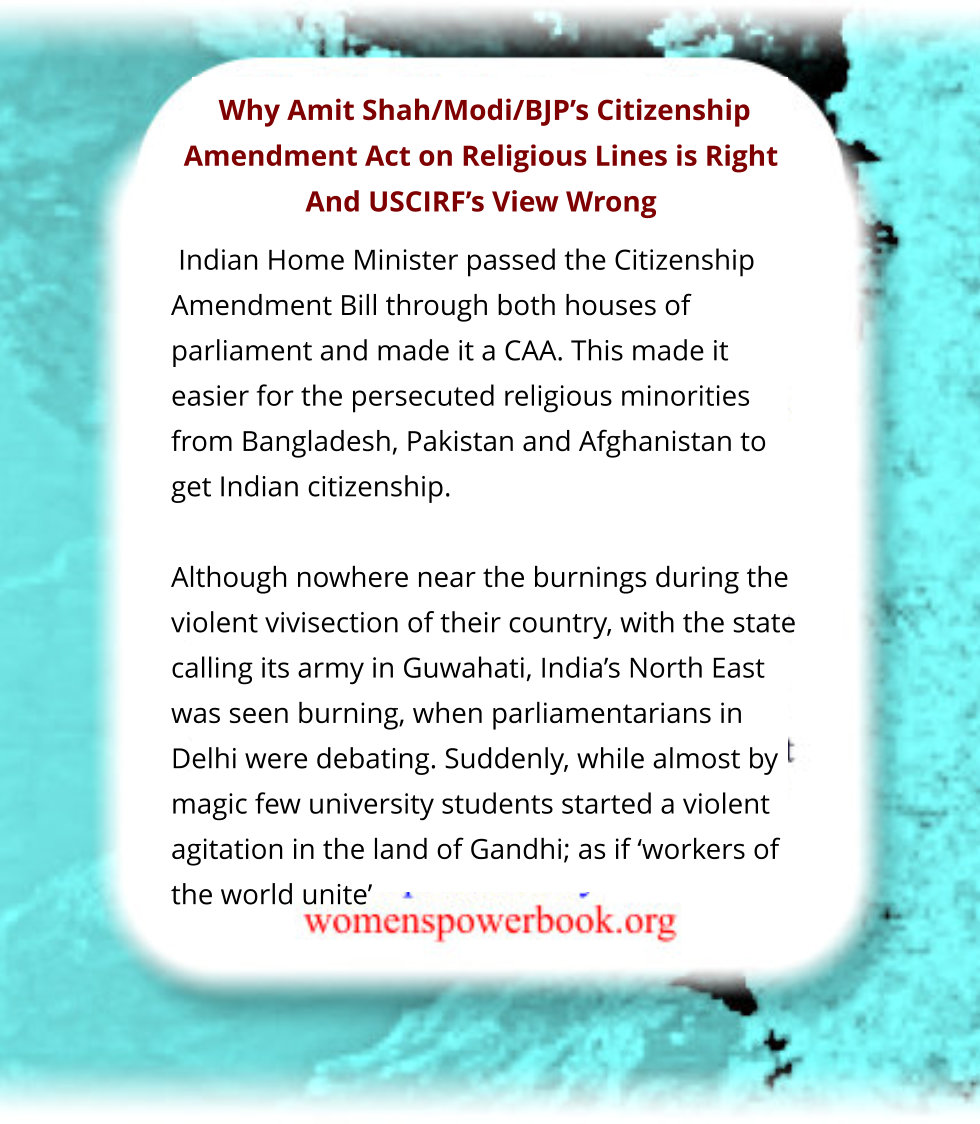 Why Amit Shah/Modi/BJP’s Citizenship
Amendment Act on Religious Lines is Right
And USCIRF’s View Wrong
Indian Home Minister passed the Citizenship
Amendment Bill through both houses of
parliament and made it a CAA. This made it
easier for the persecuted religious minorities
from Bangladesh, Pakistan and Afghanistan to
get Indian citizenship.
Although nowhere near the burnings during the
violent vivisection of their country, with the state
calling its army in Guwahati, India’s North East
was seen burning, when parliamentarians in
Delhi were debating. Suddenly, while almost by
magic few university students started a violent
agitation in the land of Gandhi; as if ‘workers of
the world unite’
womenspowerbook.org